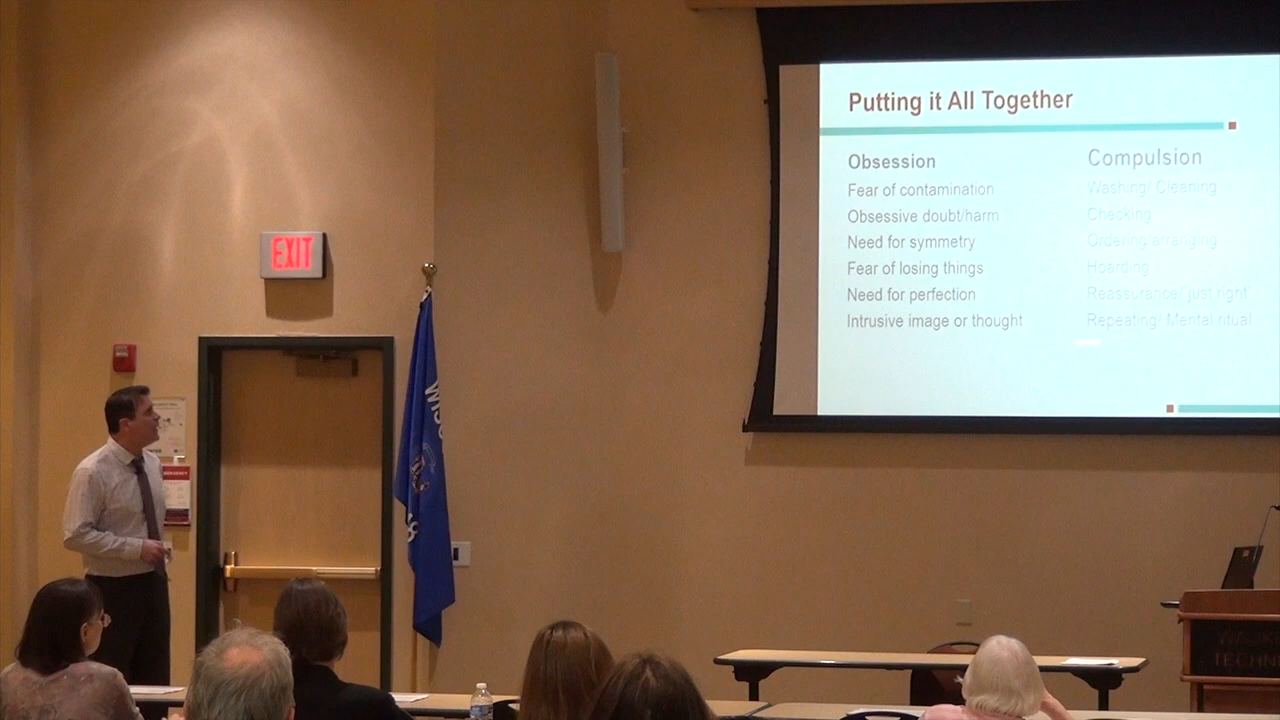 Putting it All Together
Obsession Compulsion
Fear of contamination Washing/ Cleaning
Obsessive doubt/harm Checking
Need for symmetry Ordering/arranging
Fear of losing things Hoarding
Need for perfection Reassurance/"just right"
Intrusive image or thought Repeating/ Mental ritual
EXIT
WISC